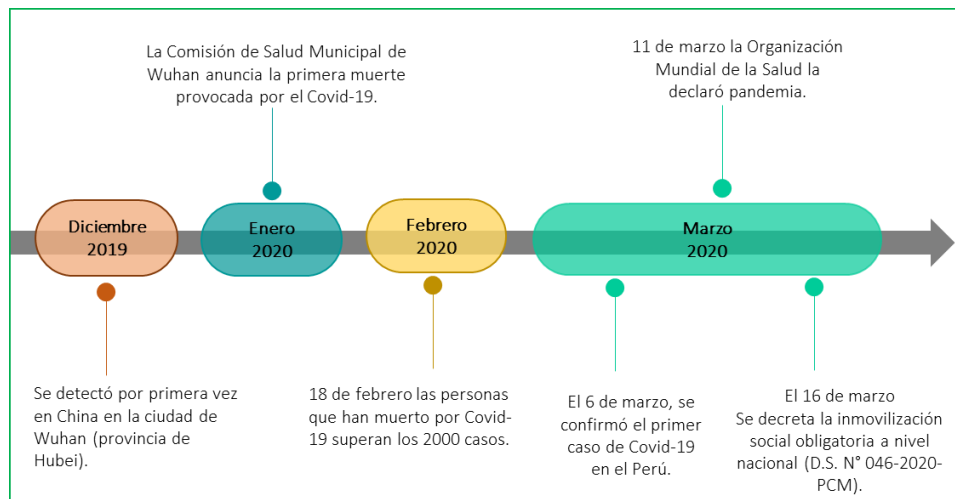 La Comisión de Salud Municipal de
Wuhan anuncia la primera muerte
provocada por el Covid-19.
11 de marzo la Organización
Mundial de la Salud la
declaró pandemia.
Diciembre
2019
Enero
2020
Febrero
2020
Marzo
2020
Se detectó por primera vez
en China en la ciudad de
Wuhan (provincia de
Hubei).
18 de febrero las personas
que han muerto por Covid-
19 superan los 2000 casos.
El 6 de marzo, se
confirmó el primer
caso de Covid-19
en el Perú.
El 16 de marzo
Se decreta la inmovilización
social obligatoria a nivel
nacional (D.S. N° 046-2020-
PCM).